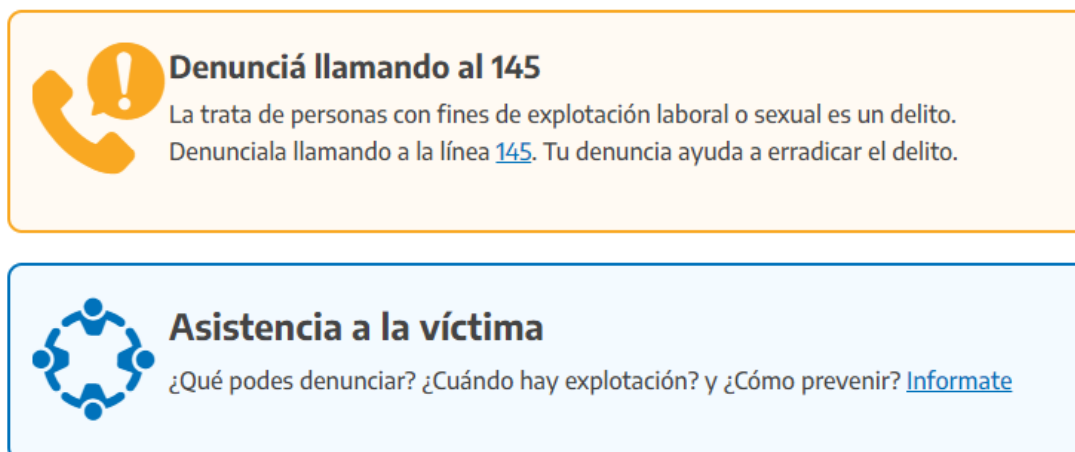 Denunciá llamando al 145
La trata de personas con fines de explotación laboral o sexual es un delito.
Denunciala llamando a la línea 145. Tu denuncia ayuda a erradicar el delito.
Asistencia a la víctima
¿Qué podes denunciar? ¿Cuándo hay explotación? y ¿Cómo prevenir? Informate